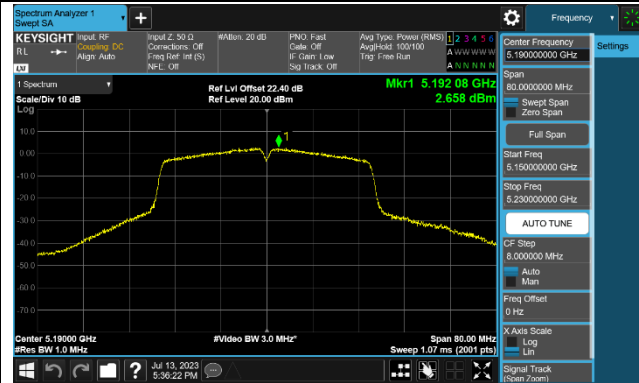 Spectrum Analyzer 1
Swept SA
Frequency
KEYSIGHT
RL
LXI
Input: RF
Coupling: DC
Align: Auto
Input Z: 50 Ω
Corrections: Off
Freq Ref: Int (S)
NFE: Off
#Atten: 20 dB
PNO: Fast
Gate: Off
IF Gain: Low
Sig Track: Off
Avg Type: Power (RMS)
Avg|Hold: 100/100
Trig: Free Run
1 2 3 4 5 6
A W W W W W
A N N N N N
1 Spectrum
Scale/Div 10 dB
Log
Ref Lvl Offset 22.40 dB
Ref Level 20.00 dBm
Mkr1 5.192 08 GHz
2.658 dBm
1
10.0
0.00
-10.0
-20.0
-30.0
-40.0
-50.0
-60.0
-70.0
Center 5.19000 GHz
#Res BW 1.0 MHz
#Video BW 3.0 MHz*
Span 80.00 MHz
Sweep 1.07 ms (2001 pts)
Jul 13, 2023
5:36:22 PM
?
Center Frequency
5.190000000 GHz
Settings
Span
80.0000000 MHz
Swept Span
Zero Span
Full Span
Start Freq
5.150000000 GHz
Stop Freq
5.230000000 GHz
AUTO TUNE
CF Step
8.000000 MHz
Auto
Man
Freq Offset
0 Hz
X Axis Scale
Log
Lin
Signal Track
(Span Zoom)